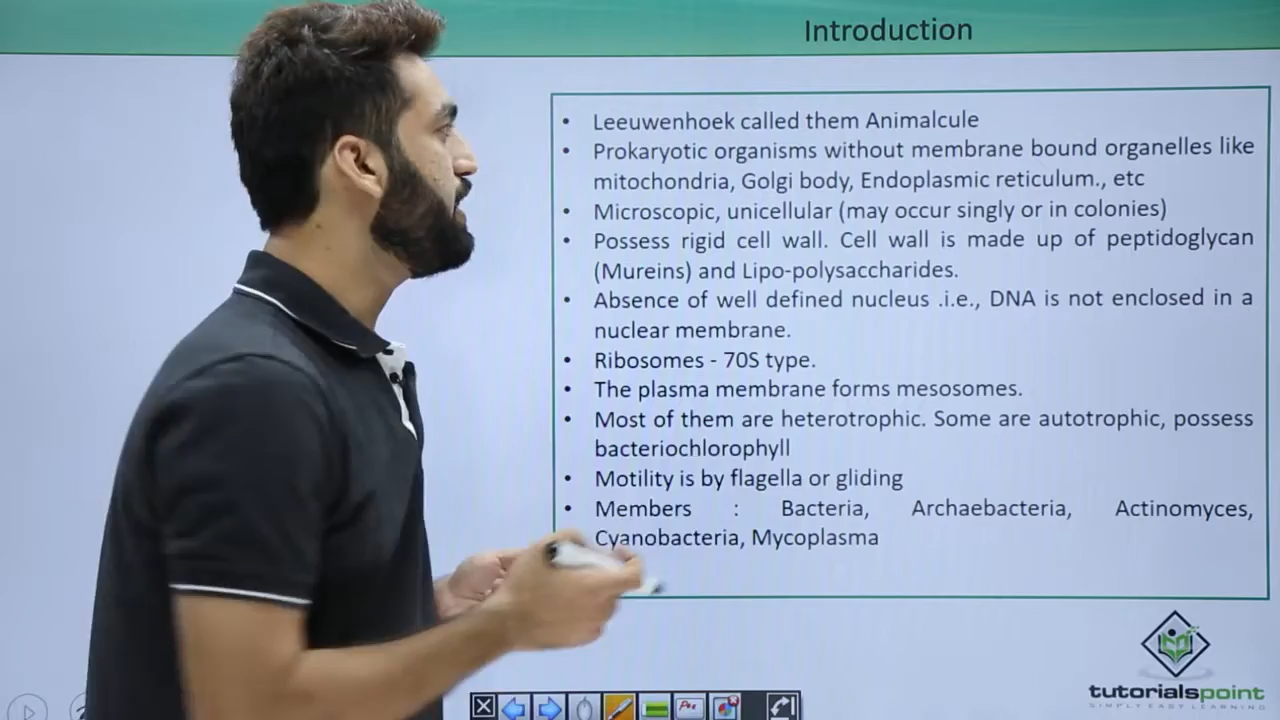 Introduction
• Leeuwenhoek called them Animalcule
• Prokaryotic organisms without membrane bound organelles like
mitochondria, Golgi body, Endoplasmic reticulum., etc
• Microscopic, unicellular (may occur singly or in colonies)
• Possess rigid cell wall. Cell wall is made up of peptidoglycan
(Mureins) and Lipo-polysaccharides.
• Absence of well defined nucleus .i.e., DNA is not enclosed in a
nuclear membrane.
• Ribosomes - 70S type.
• The plasma membrane forms mesosomes.
• Most of them are heterotrophic. Some are autotrophic, possess
bacteriochlorophyll
• Motility is by flagella or gliding
• Members : Bacteria, Archaebacteria, Actinomyces,
Cyanobacteria, Mycoplasma
tutorialspoint
SIMPLY EASY LEARNING